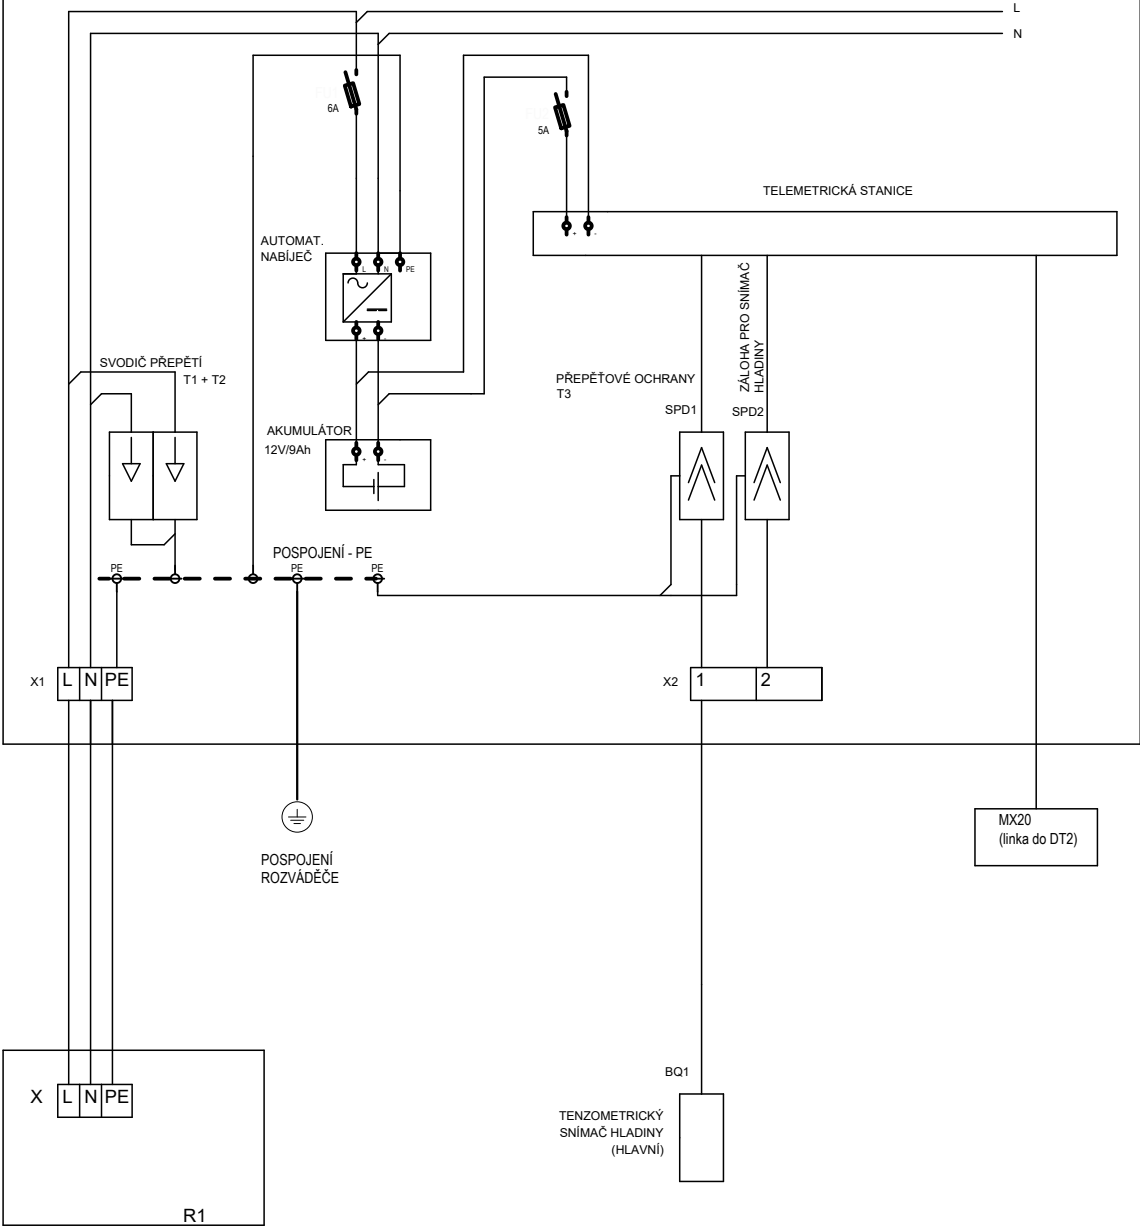 L
N
6A
5A
TELEMETRICKÁ STANICE
+ -
AUTOMAT.
NABÍJEČ
L N PE
+ -
ZÁLOHA PRO SNÍMAČ
HLADINY
SVODIČ PŘEPĚTÍ
T1 + T2
PŘEPĚŤOVÉ OCHRANY
T3
SPD1
SPD2
AKUMULÁTOR
12V/9Ah
+ -
POSPOJENÍ - PE
PE
PE
PE
X1
L N PE
X2
1 2
POSPOJENÍ
ROZVÁDĚČE
MX20
(linka do DT2)
BQ1
X
L N PE
TENZOMETRICKÝ
SNÍMAČ HLADINY
(HLAVNÍ)
R1